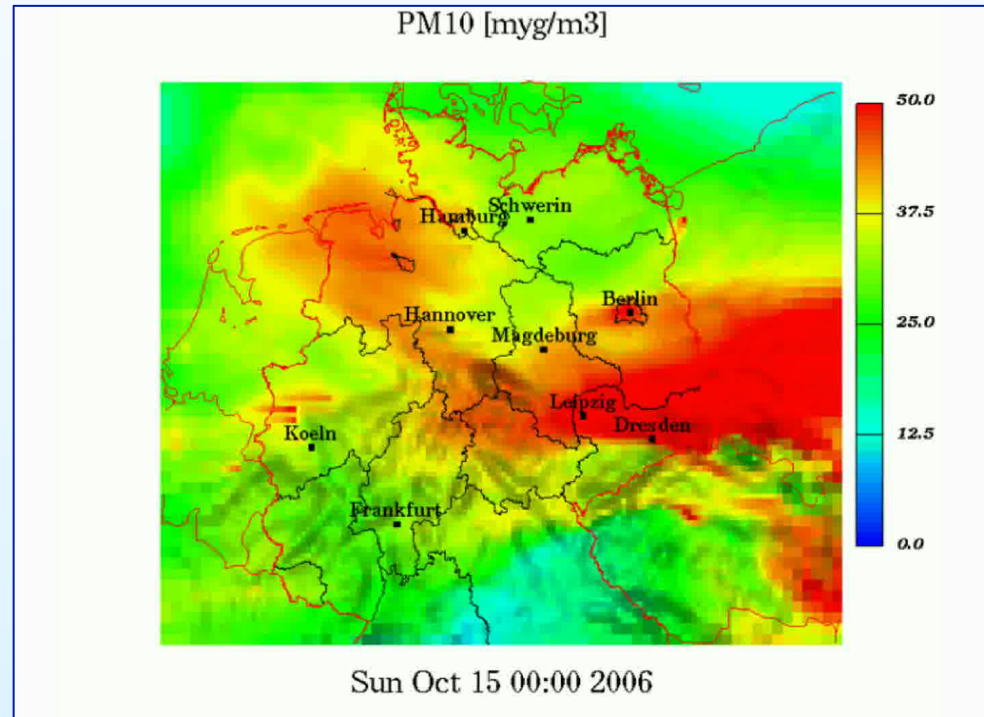 PM10 [myg/m3]
50.0
Schwerin
Hamburg
37.5
Berlin
Hannover
25.0
Magdeburg
Leipzig
Dresden
12.5
Koeln
Frankfurt
0.0
Sun Oct 15 00:00 2006